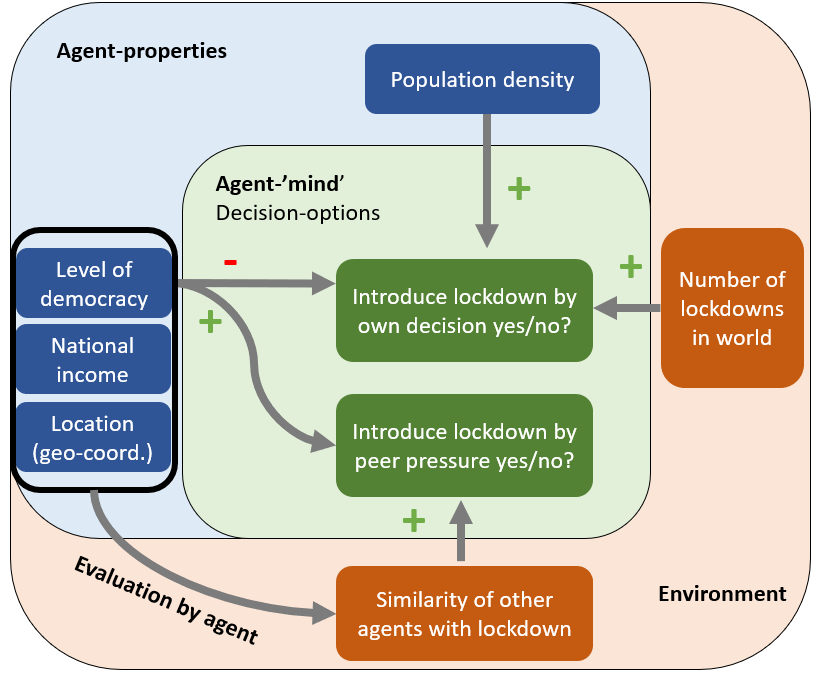 Agent-properties
Population density
+
Agent-’mind’
Decision-options
Level of
democracy
National
income
Location
(geo-coord.)
-
+
Introduce lockdown by
own decision yes/no?
+
Number of
lockdowns
in world
Introduce lockdown by
peer pressure yes/no?
+
Evaluation by agent
Similarity of other
agents with lockdown
Environment